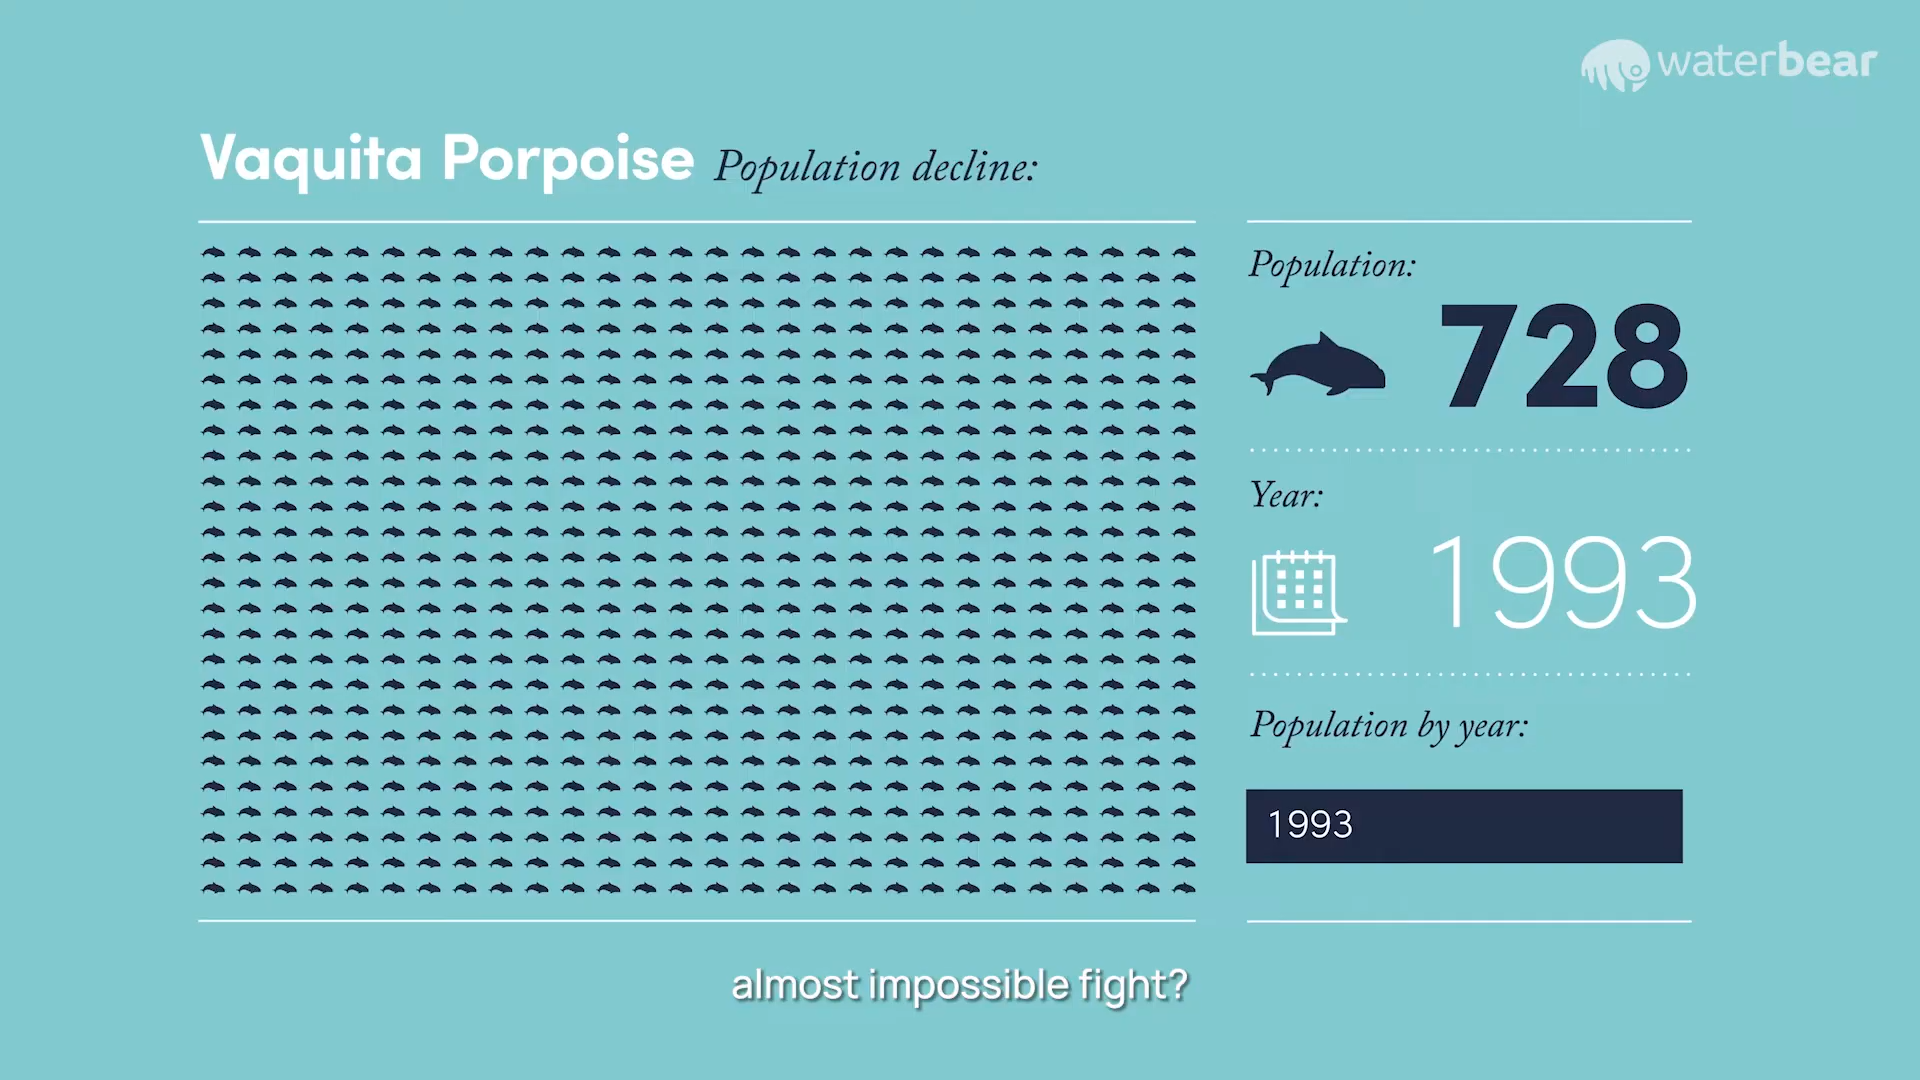 waterbear
Vaquita Porpoise Population decline:
Population:
728
Year:
1993
Population by year:
1993
almost impossible fight?